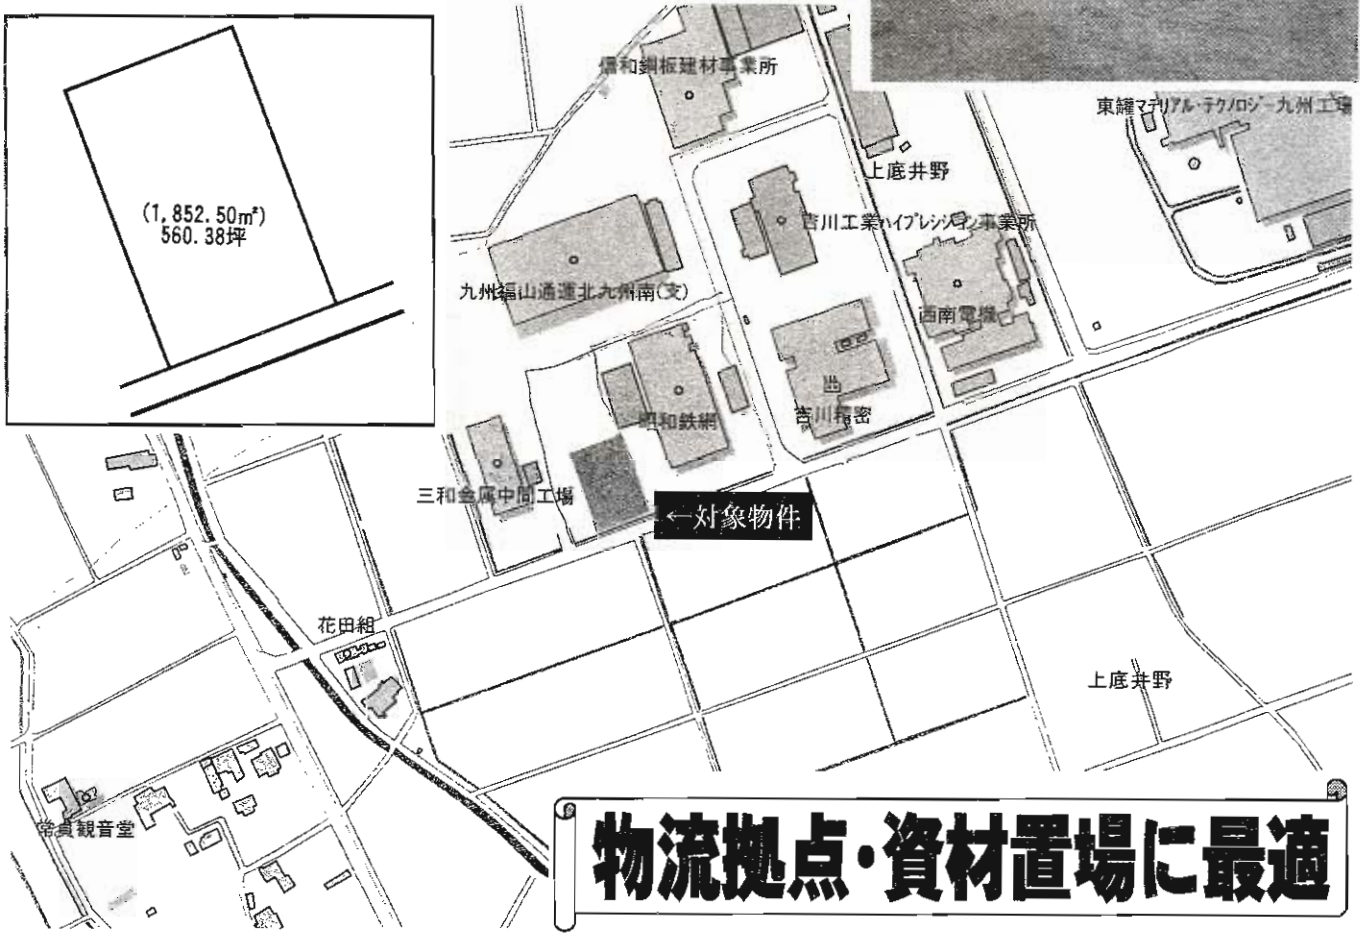 信和鋼板建材事業所
東罐マテリアル・テクノロジー九州工場
上底井野
(1,852.50㎡)
560.38坪
吉川工業ハイプレシジョン事業所
九州福山通運北九州南(支)
西南電機
昭和鉄網
吉川精密
三和金属中間工場
←対象物件
花田組
上底井野
観音堂
物流拠点・資材置場に最適